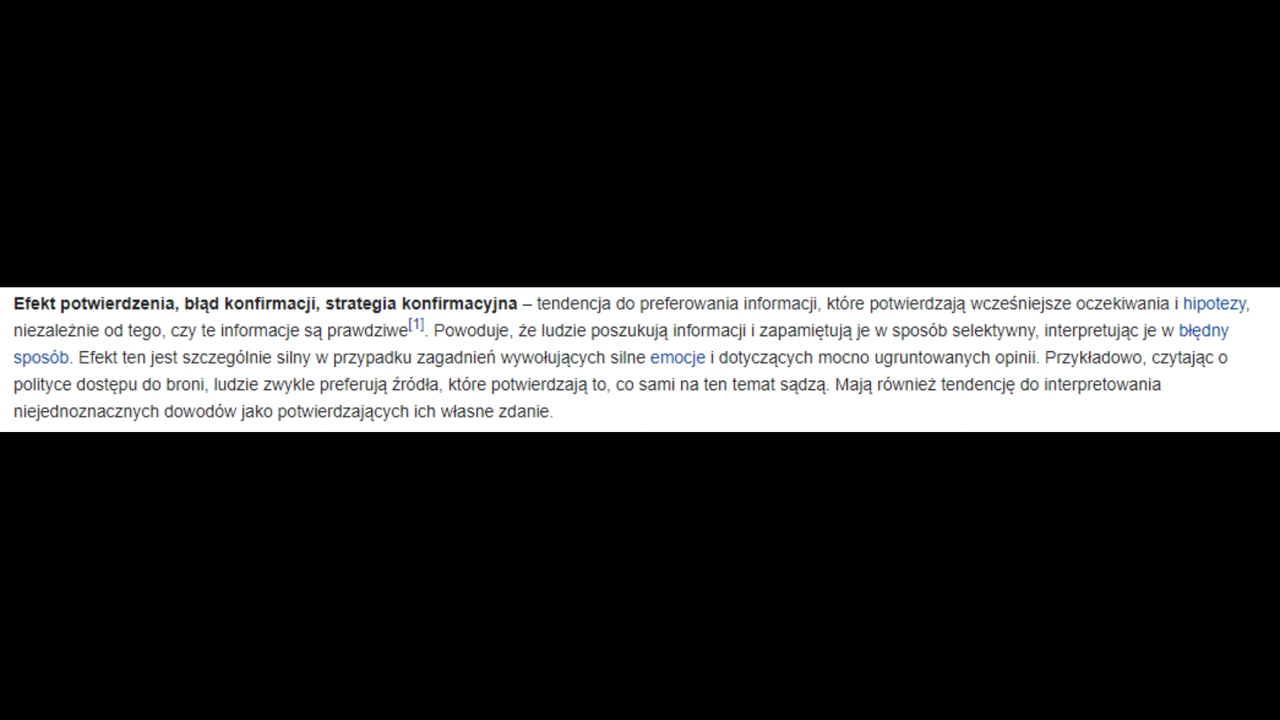 Efekt potwierdzenia, błąd konfirmacji, strategia konfirmacyjna – tendencja do preferowania informacji, które potwierdzają wcześniejsze oczekiwania i hipotezy,
niezależnie od tego, czy te informacje są prawdziwe[1]. Powoduje, że ludzie poszukują informacji i zapamiętują je w sposób selektywny, interpretując je w błędny
sposób. Efekt ten jest szczególnie silny w przypadku zagadnień wywołujących silne emocje i dotyczących mocno ugruntowanych opinii. Przykładowo, czytając o
polityce dostępu do broni, ludzie zwykle preferują źródła, które potwierdzają to, co sami na ten temat sądzą. Mają również tendencję do interpretowania
niejednoznacznych dowodów jako potwierdzających ich własne zdanie.